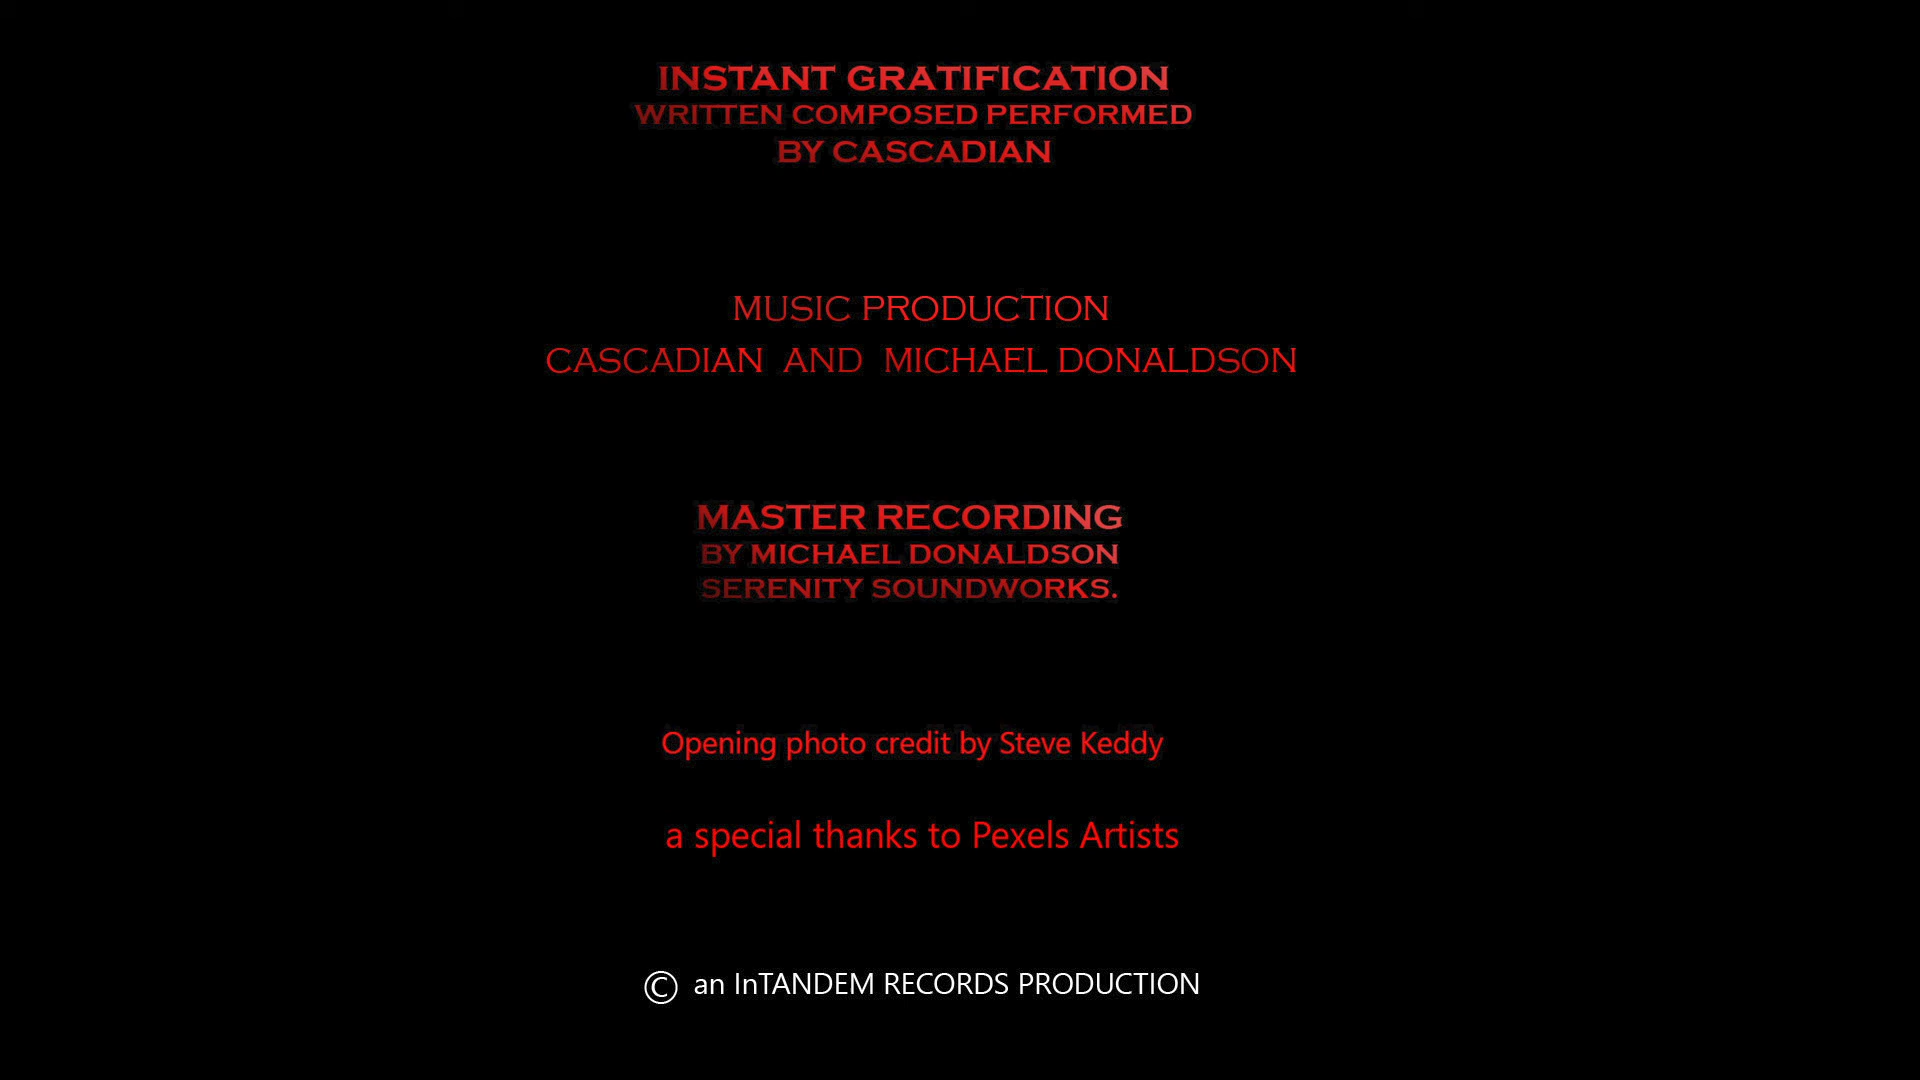 INSTANT GRATIFICATION
WRITTEN COMPOSED PERFORMED
BY CASCADIAN
MUSIC PRODUCTION
CASCADIAN AND MICHAEL DONALDSON
MASTER RECORDING
BY MICHAEL DONALDSON
SERENITY SOUNDWORKS.
Opening photo credit by Steve Keddy
a special thanks to Pexels Artists
© an InTANDEM RECORDS PRODUCTION